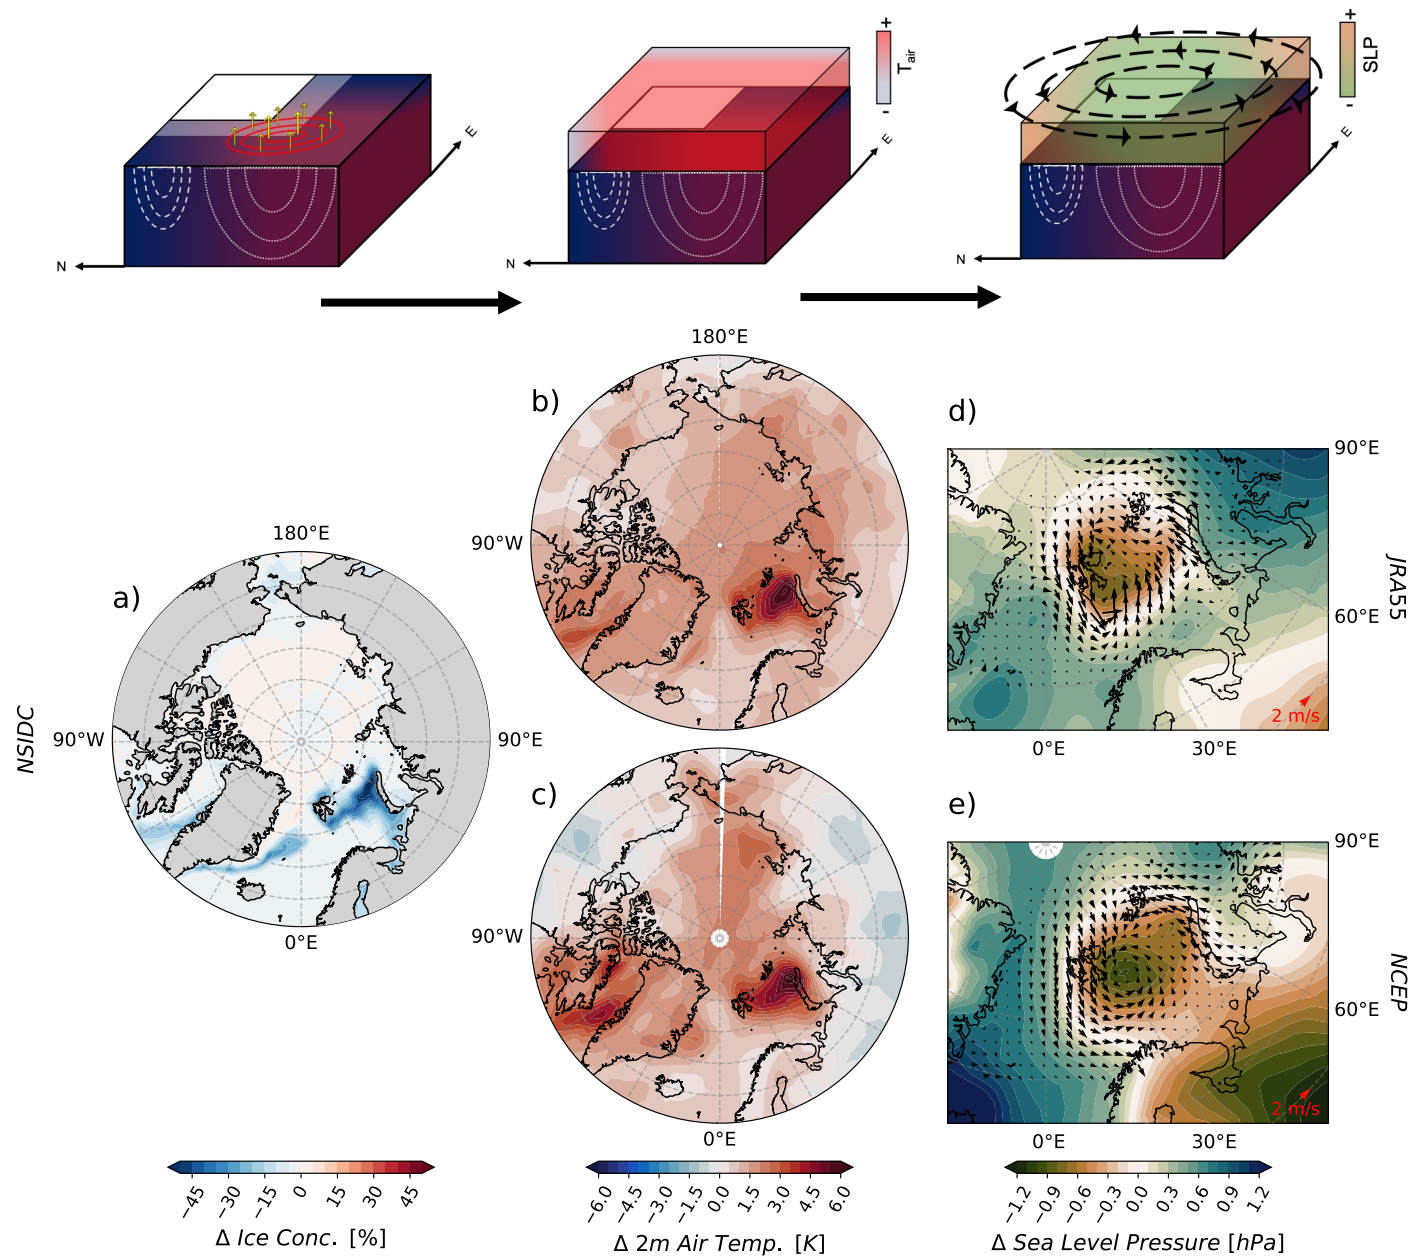 +
T_air
-
+
SLP
-
E
E
E
N
N
N
180°E
b)
90°W
d)
90°E
60°E
JRA55
2 m/s
0°E
30°E
180°E
a)
90°W
90°E
NSIDC
0°E
c)
90°W
0°E
e)
90°E
60°E
NCEP
2 m/s
0°E
30°E
−45
−30
−15
0
15
30
45
Δ Ice Conc. [%]
−6.0
−4.5
−3.0
−1.5
0.0
1.5
3.0
4.5
6.0
Δ 2m Air Temp. [K]
−1.2
−0.9
−0.6
−0.3
0.0
0.3
0.6
0.9
1.2
Δ Sea Level Pressure [hPa]